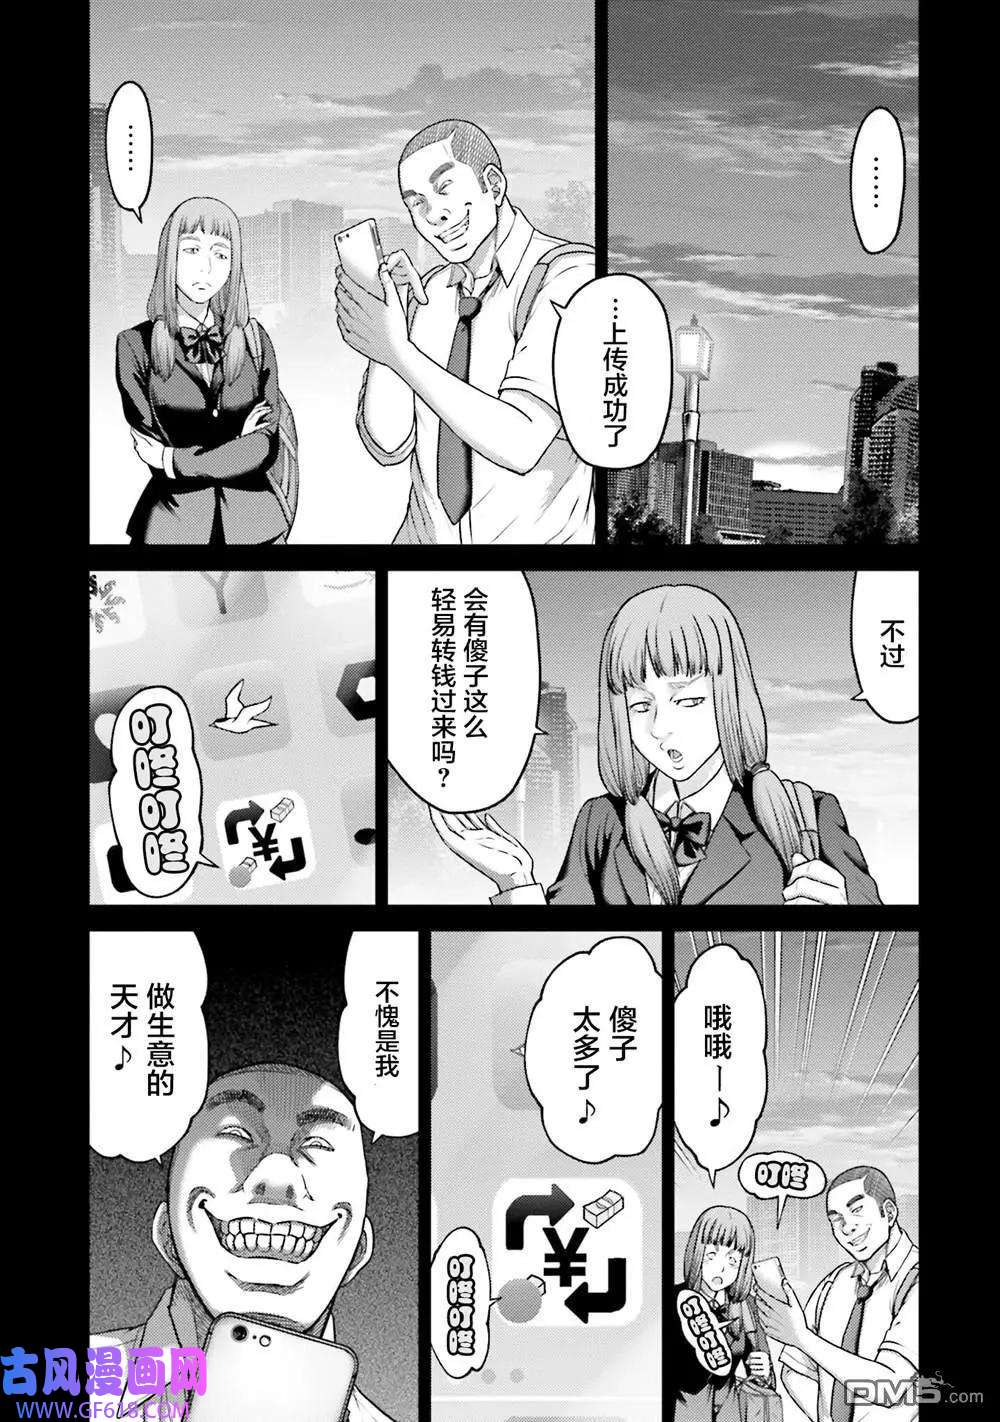 ……
…上传成功了
……
不过
会有傻子这么
轻易转钱过来吗？
叮咚叮咚
¥
哦哦ー♪
叮咚
叮咚叮咚
傻子
太多了♪
¥
叮咚叮咚
不愧是我
做生意的
天才♪
古风漫画网
WWW.GF618.COM
DM5.com